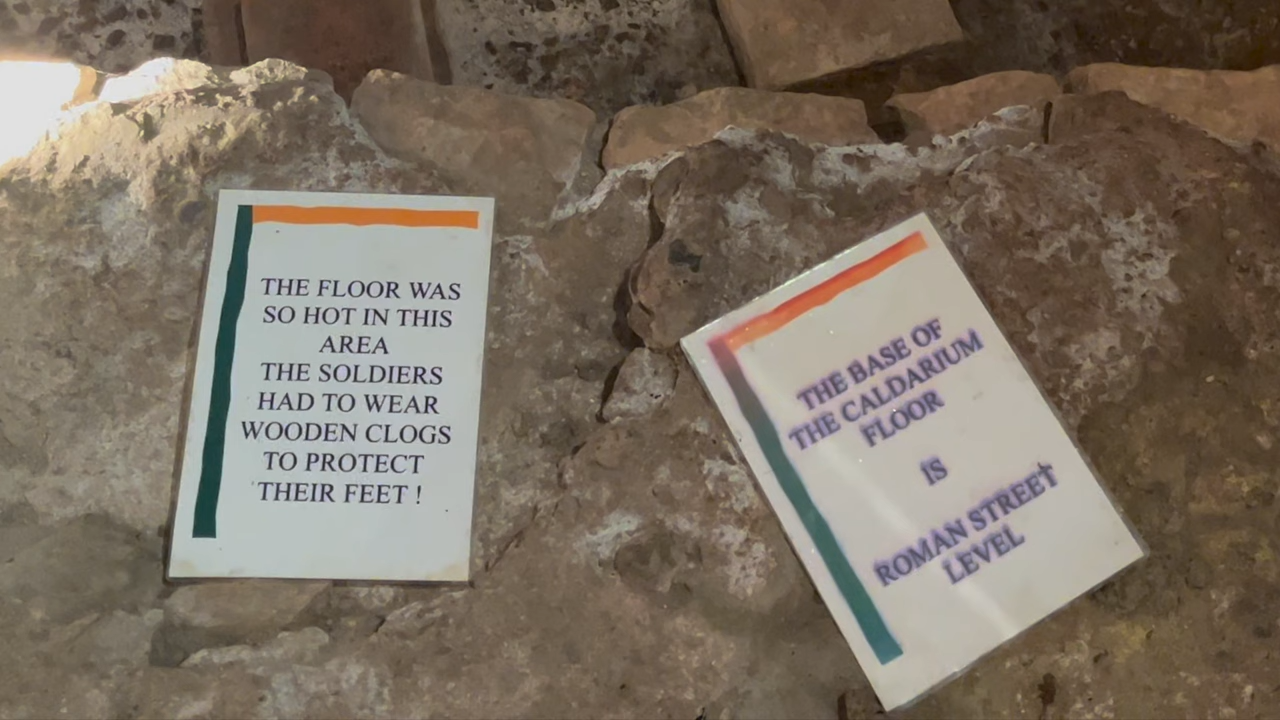 THE FLOOR WAS
SO HOT IN THIS
AREA
THE SOLDIERS
HAD TO WEAR
WOODEN CLOGS
TO PROTECT
THEIR FEET !
THE BASE OF
THE CALDARIUM
FLOOR
IS
ROMAN STREET
LEVEL